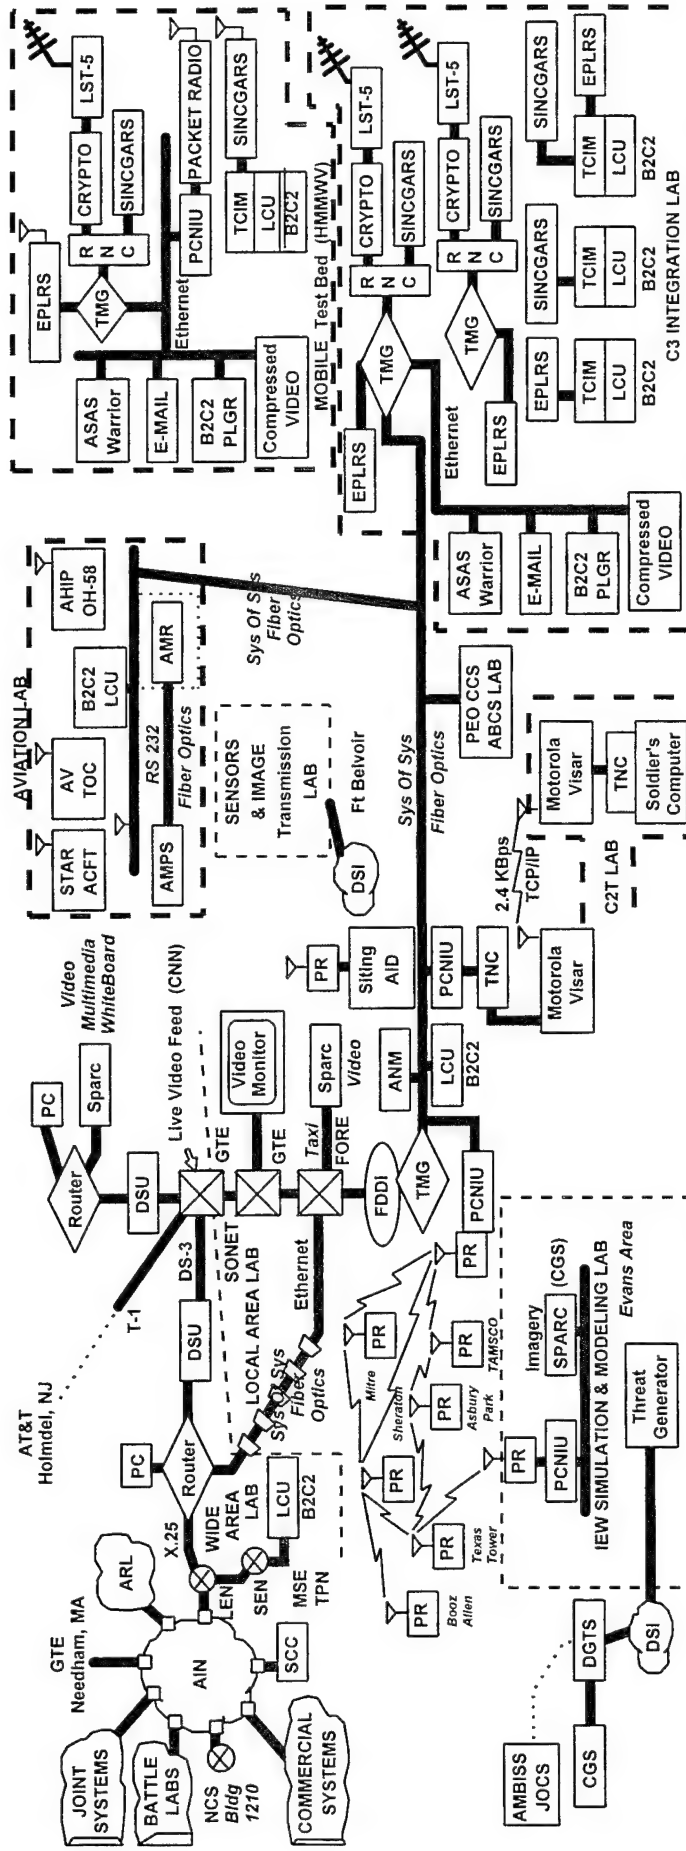 JOINT
SYSTEMS
BATTLE
LABS
NCS
Bldg
1210
COMMERCIAL
SYSTEMS
GTE
Needham, MA
ARL
AIN
SCC
X.25
LEN
SEN
MSE
TPN
WIDE
AREA
LAB
LCU
B2C2
PC
Router
DSU
DS-3
AT&T
Holmdel, NJ
T-1
LOCAL AREA LAB
Sys Of Sys
Fiber
Optics
Ethernet
SONET
PC
Router
Sparc
Video
Multimedia
WhiteBoard
DSU
Live Video Feed (CNN)
GTE
GTE
Video
Monitor
Taxi
FORE
Sparc
Video
FDDI
TMG
PCNIU
ANM
LCU
B2C2
PR
Siting
AID
PCNIU
TNC
Motorola
Visar
2.4 KBps
TCP/IP
C2T LAB
Motorola
Visar
TNC
Soldier's
Computer
PEO CCS
ABCS LAB
Sys Of Sys
Fiber Optics
PR
Booz
Allen
PR
PR
Mitre
Sheraton
PR
Texas
Tower
PR
Asbury
Park
PR
TAMSCO
PR
PR
PCNIU
Imagery
SPARC
(CGS)
IEW SIMULATION & MODELING LAB
Evans Area
Threat
Generator
DSI
DGTS
CGS
AMBISS
JOCS
AVIATION LAB
STAR
ACFT
AV
TOC
B2C2
LCU
AHIP
OH-58
AMPS
RS 232
Fiber Optics
AMR
Sys Of Sys
Fiber
Optics
SENSORS
& IMAGE
Transmission
LAB
DSI
Ft Belvoir
EPLRS
TMG
R
N
C
CRYPTO
LST-5
SINCGARS
Ethernet
PCNIU
PACKET RADIO
SINCGARS
TCIM
LCU
B2C2
ASAS
Warrior
E-MAIL
B2C2
PLGR
Compressed
VIDEO
MOBILE Test Bed (HMMWV)
EPLRS
TMG
R
N
C
CRYPTO
LST-5
SINCGARS
Ethernet
EPLRS
TMG
R
N
C
CRYPTO
LST-5
SINCGARS
ASAS
Warrior
E-MAIL
B2C2
PLGR
Compressed
VIDEO
EPLRS
TCIM
LCU
B2C2
SINCGARS
TCIM
LCU
B2C2
SINCGARS
EPLRS
TCIM
LCU
B2C2
C3 INTEGRATION LAB